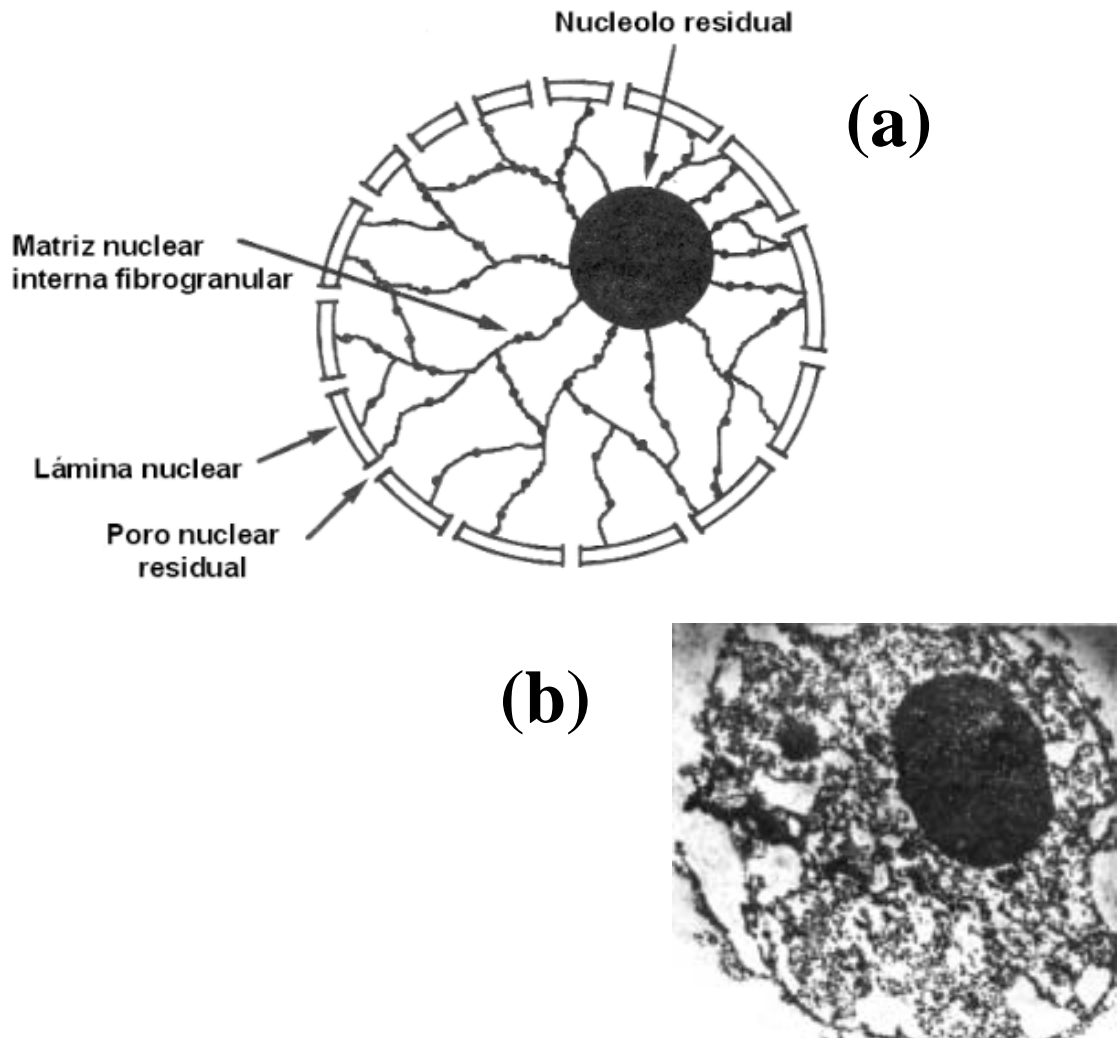 Nucleolo residual
(a)
Matriz nuclear
interna fibrogranular
Lámina nuclear
Poro nuclear
residual
(b)